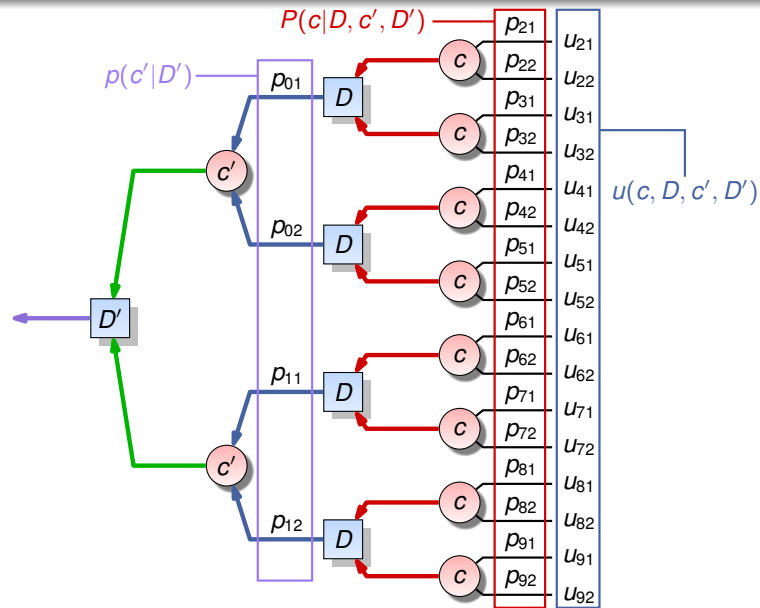 P(c|D, c′, D′)
p(c′|D′)
u(c, D, c′, D′)
D′
c′
c′
p₀₁
p₀₂
p₁₁
p₁₂
D
D
D
D
c
c
c
c
c
c
c
c
p₂₁
p₂₂
p₃₁
p₃₂
p₄₁
p₄₂
p₅₁
p₅₂
p₆₁
p₆₂
p₇₁
p₇₂
p₈₁
p₈₂
p₉₁
p₉₂
u₂₁
u₂₂
u₃₁
u₃₂
u₄₁
u₄₂
u₅₁
u₅₂
u₆₁
u₆₂
u₇₁
u₇₂
u₈₁
u₈₂
u₉₁
u₉₂